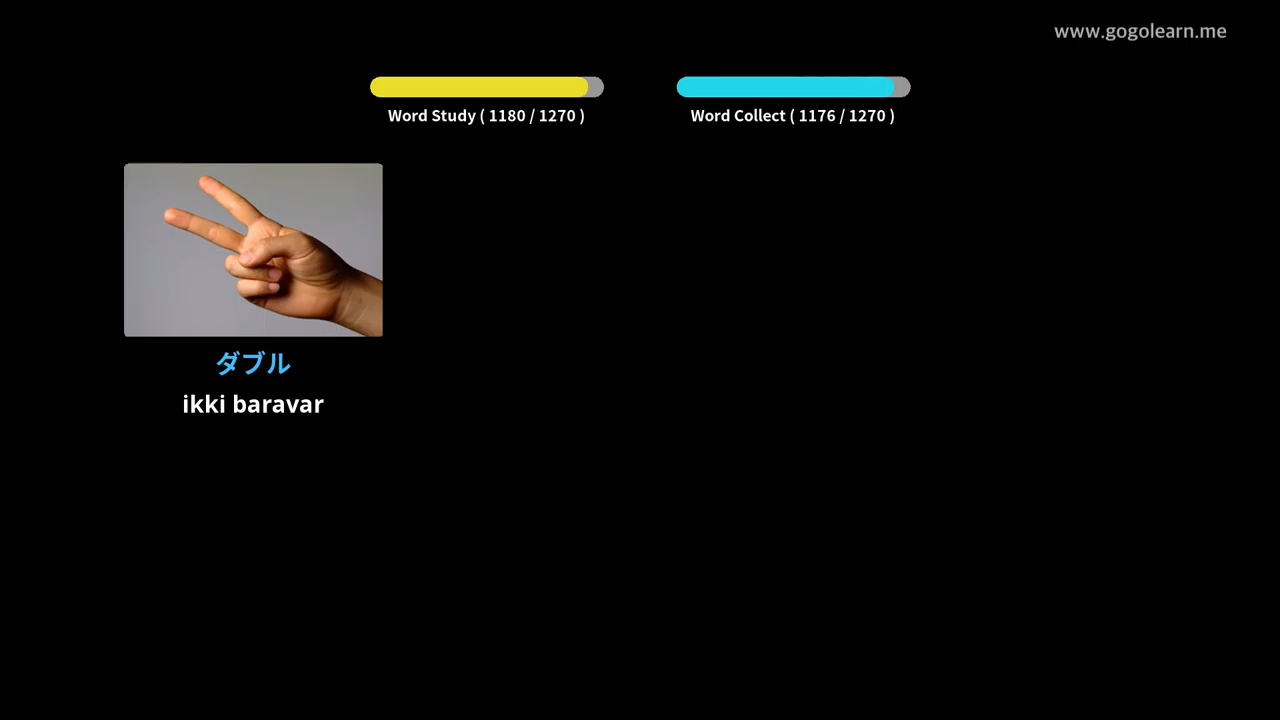 www.gogolearn.me
Word Study ( 1180 / 1270 )
Word Collect ( 1176 / 1270 )
ダブル
ikki baravar